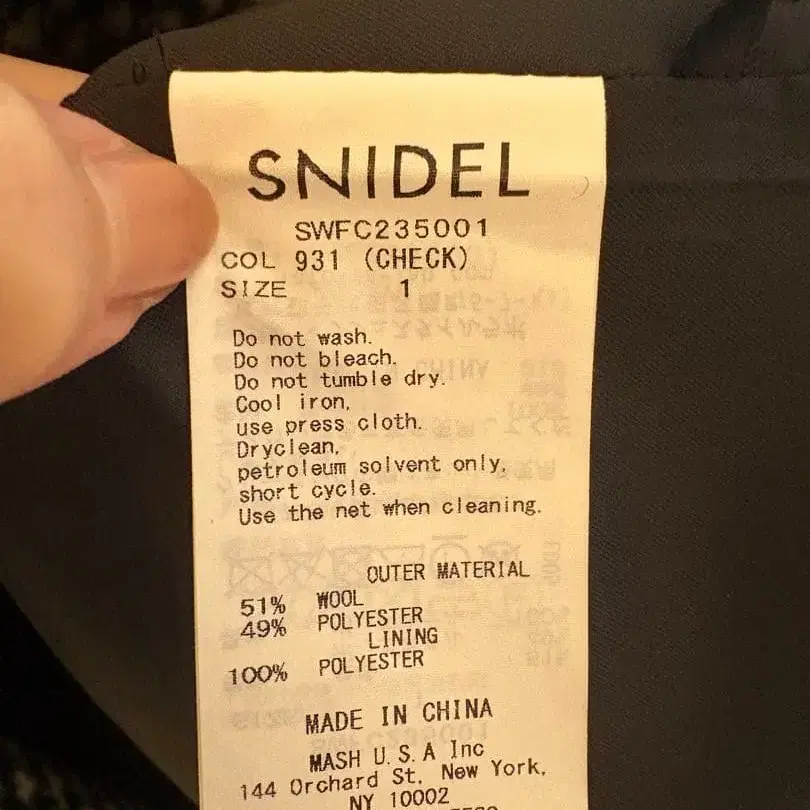 SNIDEL
SWFC235001
COL 931 (CHECK)
SIZE 1
Do not wash.
Do not bleach.
Do not tumble dry.
Cool iron,
use press cloth.
Dryclean,
petroleum solvent only,
short cycle.
Use the net when cleaning.
OUTER MATERIAL
51% WOOL
49% POLYESTER
LINING
100% POLYESTER
MADE IN CHINA
MASH U.S.A Inc
144 Orchard St. New York,
NY 10002